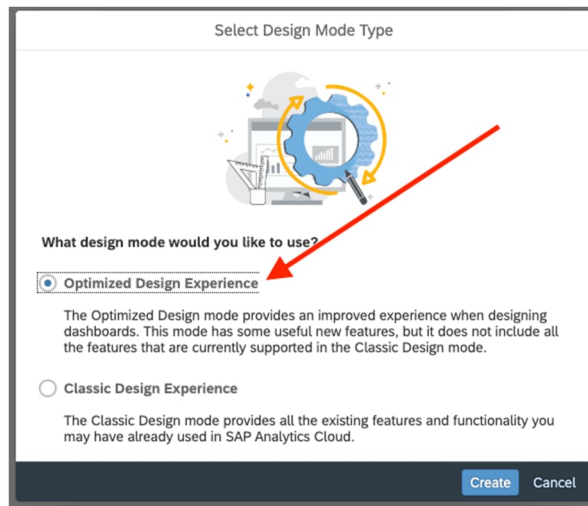 Select Design Mode Type
What design mode would you like to use?
Optimized Design Experience
The Optimized Design mode provides an improved experience when designing
dashboards. This mode has some useful new features, but it does not include all
the features that are currently supported in the Classic Design mode.
Classic Design Experience
The Classic Design mode provides all the existing features and functionality you
may have already used in SAP Analytics Cloud.
Create Cancel